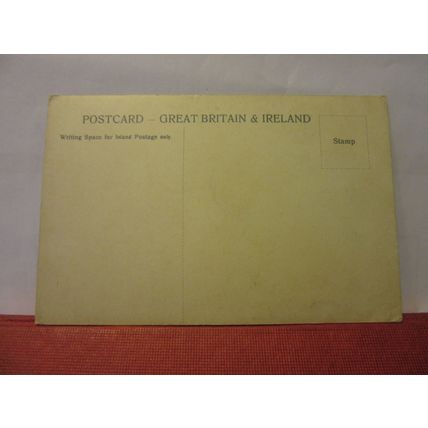 POSTCARD – GREAT BRITAIN & IRELAND
Writing Space for Inland Postage only.
Stamp